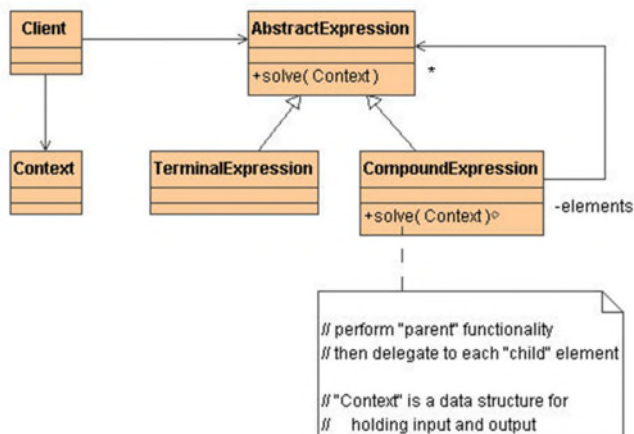 Client
AbstractExpression
+solve( Context )
*
Context
TerminalExpression
CompoundExpression
+solve( Context )
-elements
// perform "parent" functionality
// then delegate to each "child" element
// "Context" is a data structure for
// holding input and output